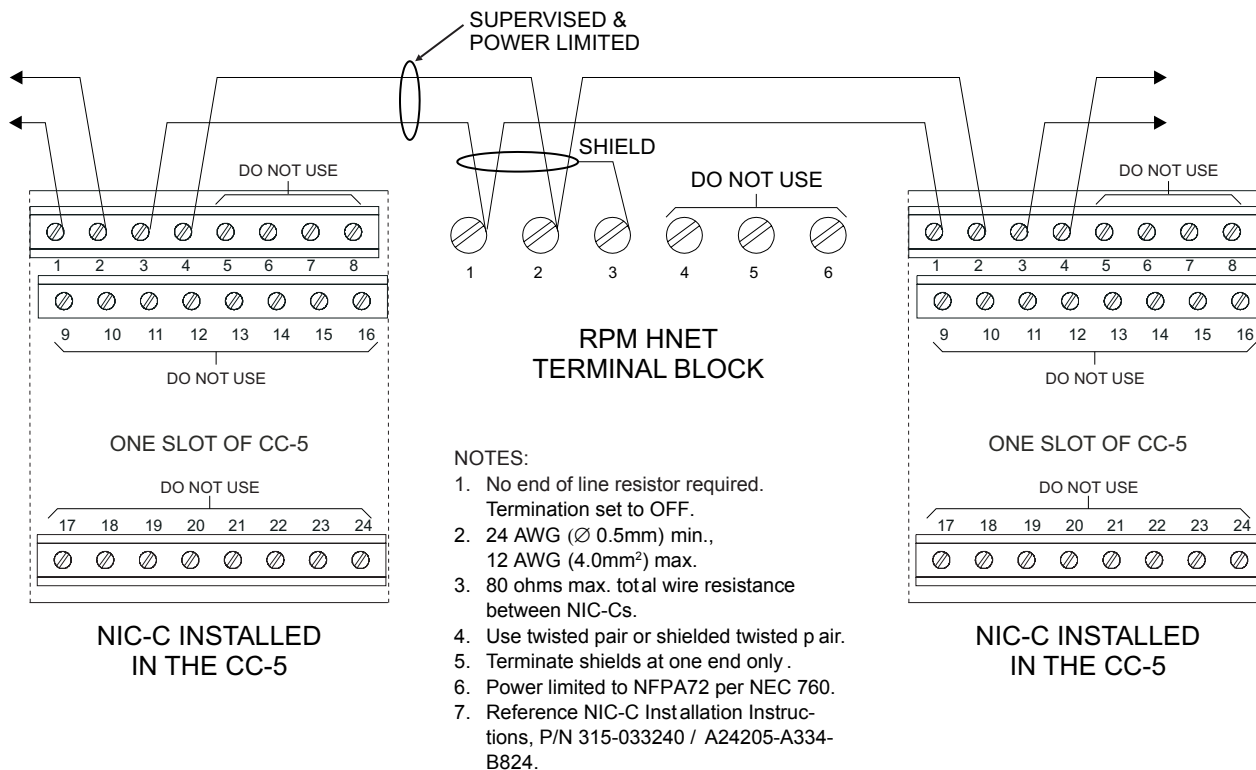 SUPERVISED &
POWER LIMITED
SHIELD
DO NOT USE
DO NOT USE
DO NOT USE
1 2 3 4 5 6 7 8
1 2 3 4 5 6
1 2 3 4 5 6 7 8
9 10 11 12 13 14 15 16
DO NOT USE
RPM HNET
TERMINAL BLOCK
9 10 11 12 13 14 15 16
DO NOT USE
ONE SLOT OF CC-5
DO NOT USE
17 18 19 20 21 22 23 24
NIC-C INSTALLED
IN THE CC-5
NOTES:
1. No end of line resistor required.
Termination set to OFF.
2. 24 AWG (∅ 0.5mm) min.,
12 AWG (4.0mm²) max.
3. 80 ohms max. total wire resistance
between NIC-Cs.
4. Use twisted pair or shielded twisted p air.
5. Terminate shields at one end only .
6. Power limited to NFPA72 per NEC 760.
7. Reference NIC-C Inst allation Instruc-
tions, P/N 315-033240 / A24205-A334-
B824.
ONE SLOT OF CC-5
DO NOT USE
17 18 19 20 21 22 23 24
NIC-C INSTALLED
IN THE CC-5